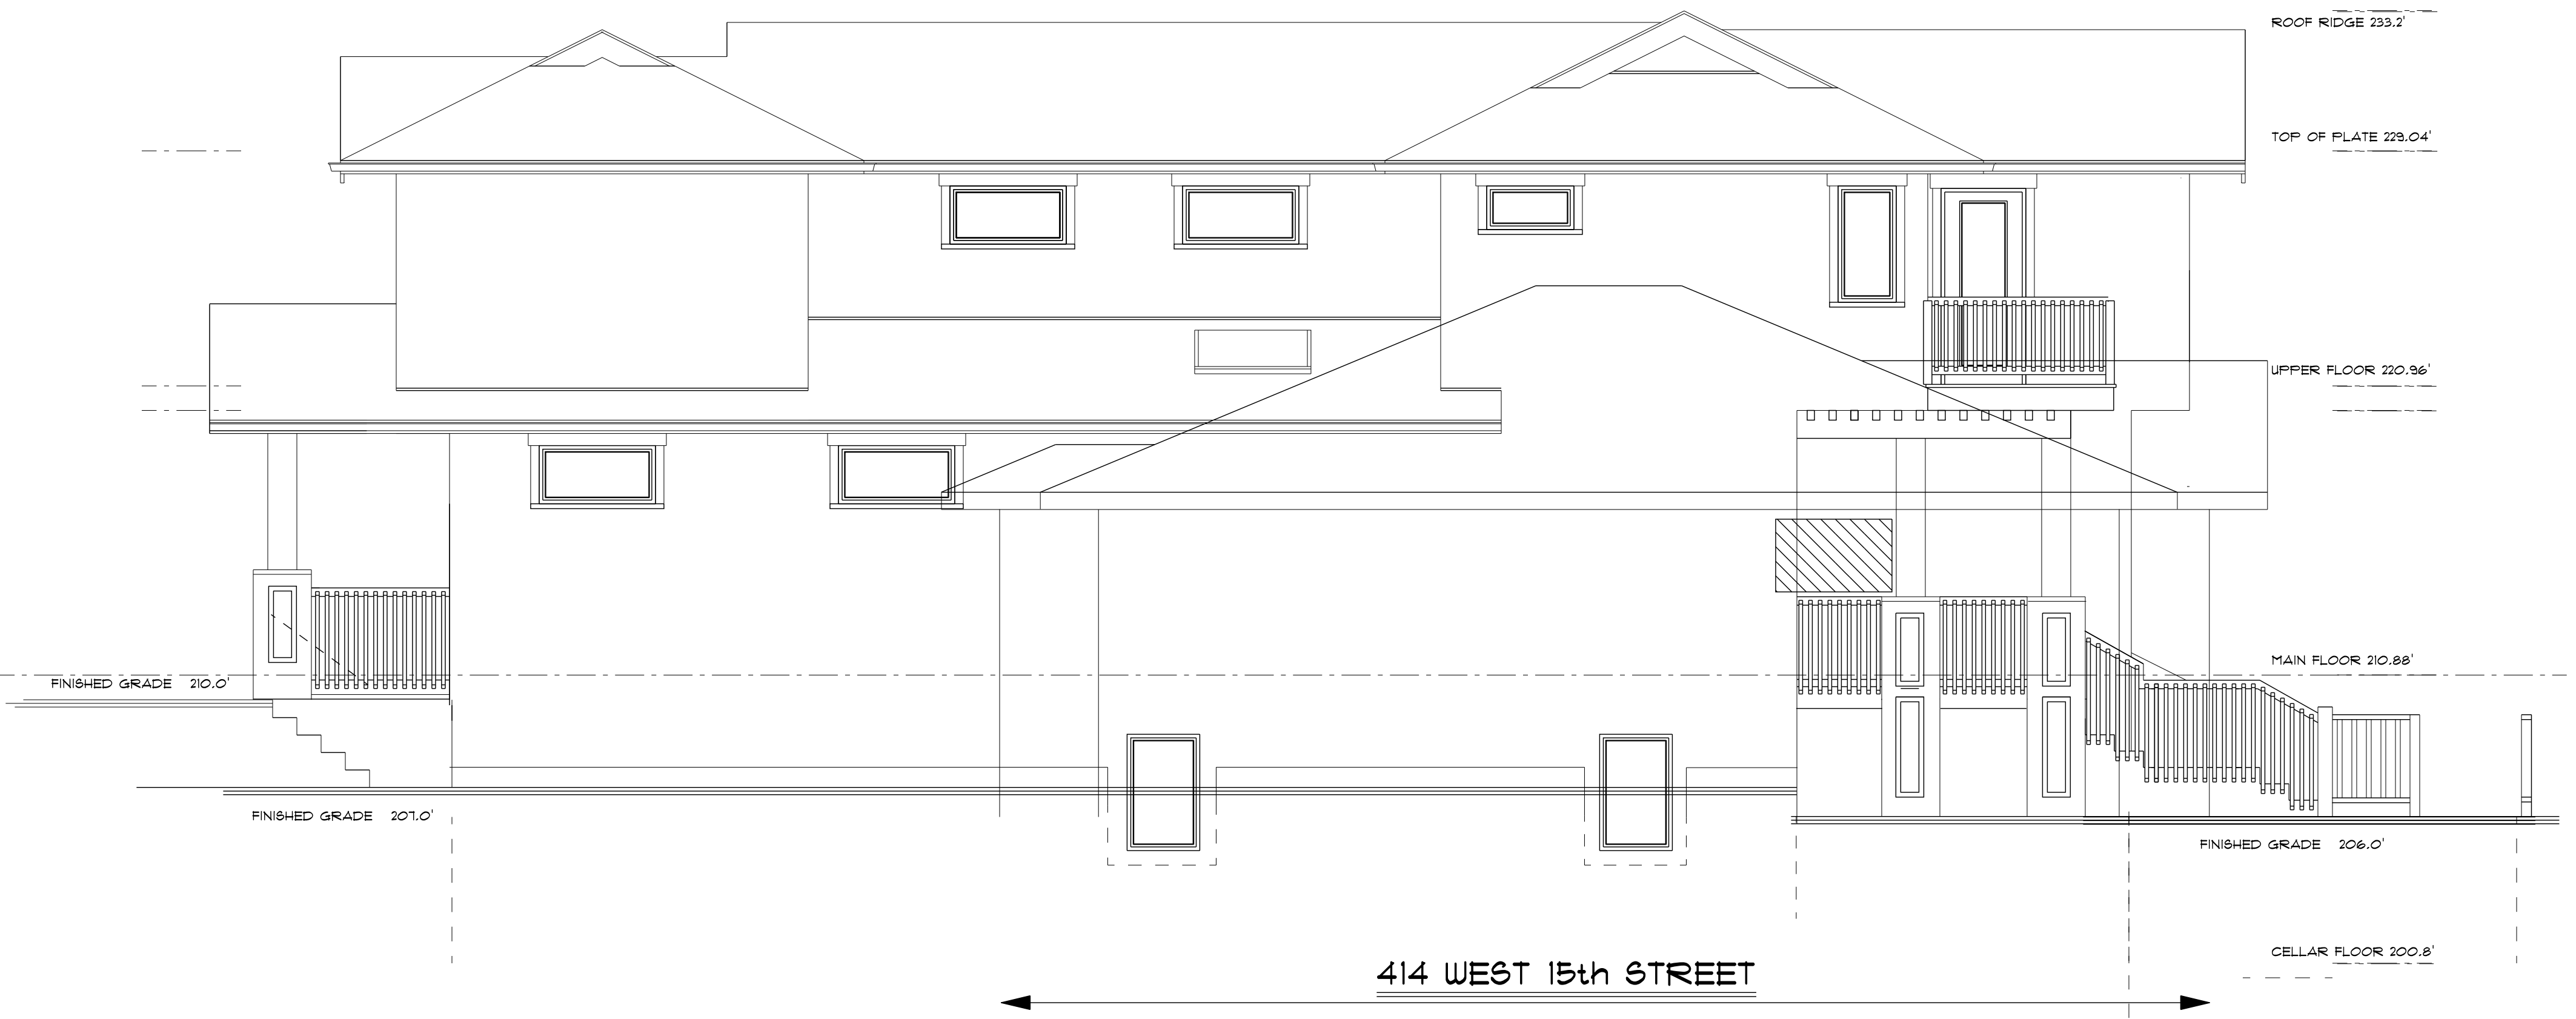 ROOF RIDGE 233.2'
TOP OF PLATE 229.04'
UPPER FLOOR 220.96'
MAIN FLOOR 210.88'
FINISHED GRADE 210.0'
FINISHED GRADE 207.0'
FINISHED GRADE 206.0'
CELLAR FLOOR 200.8'
414 WEST 15th STREET